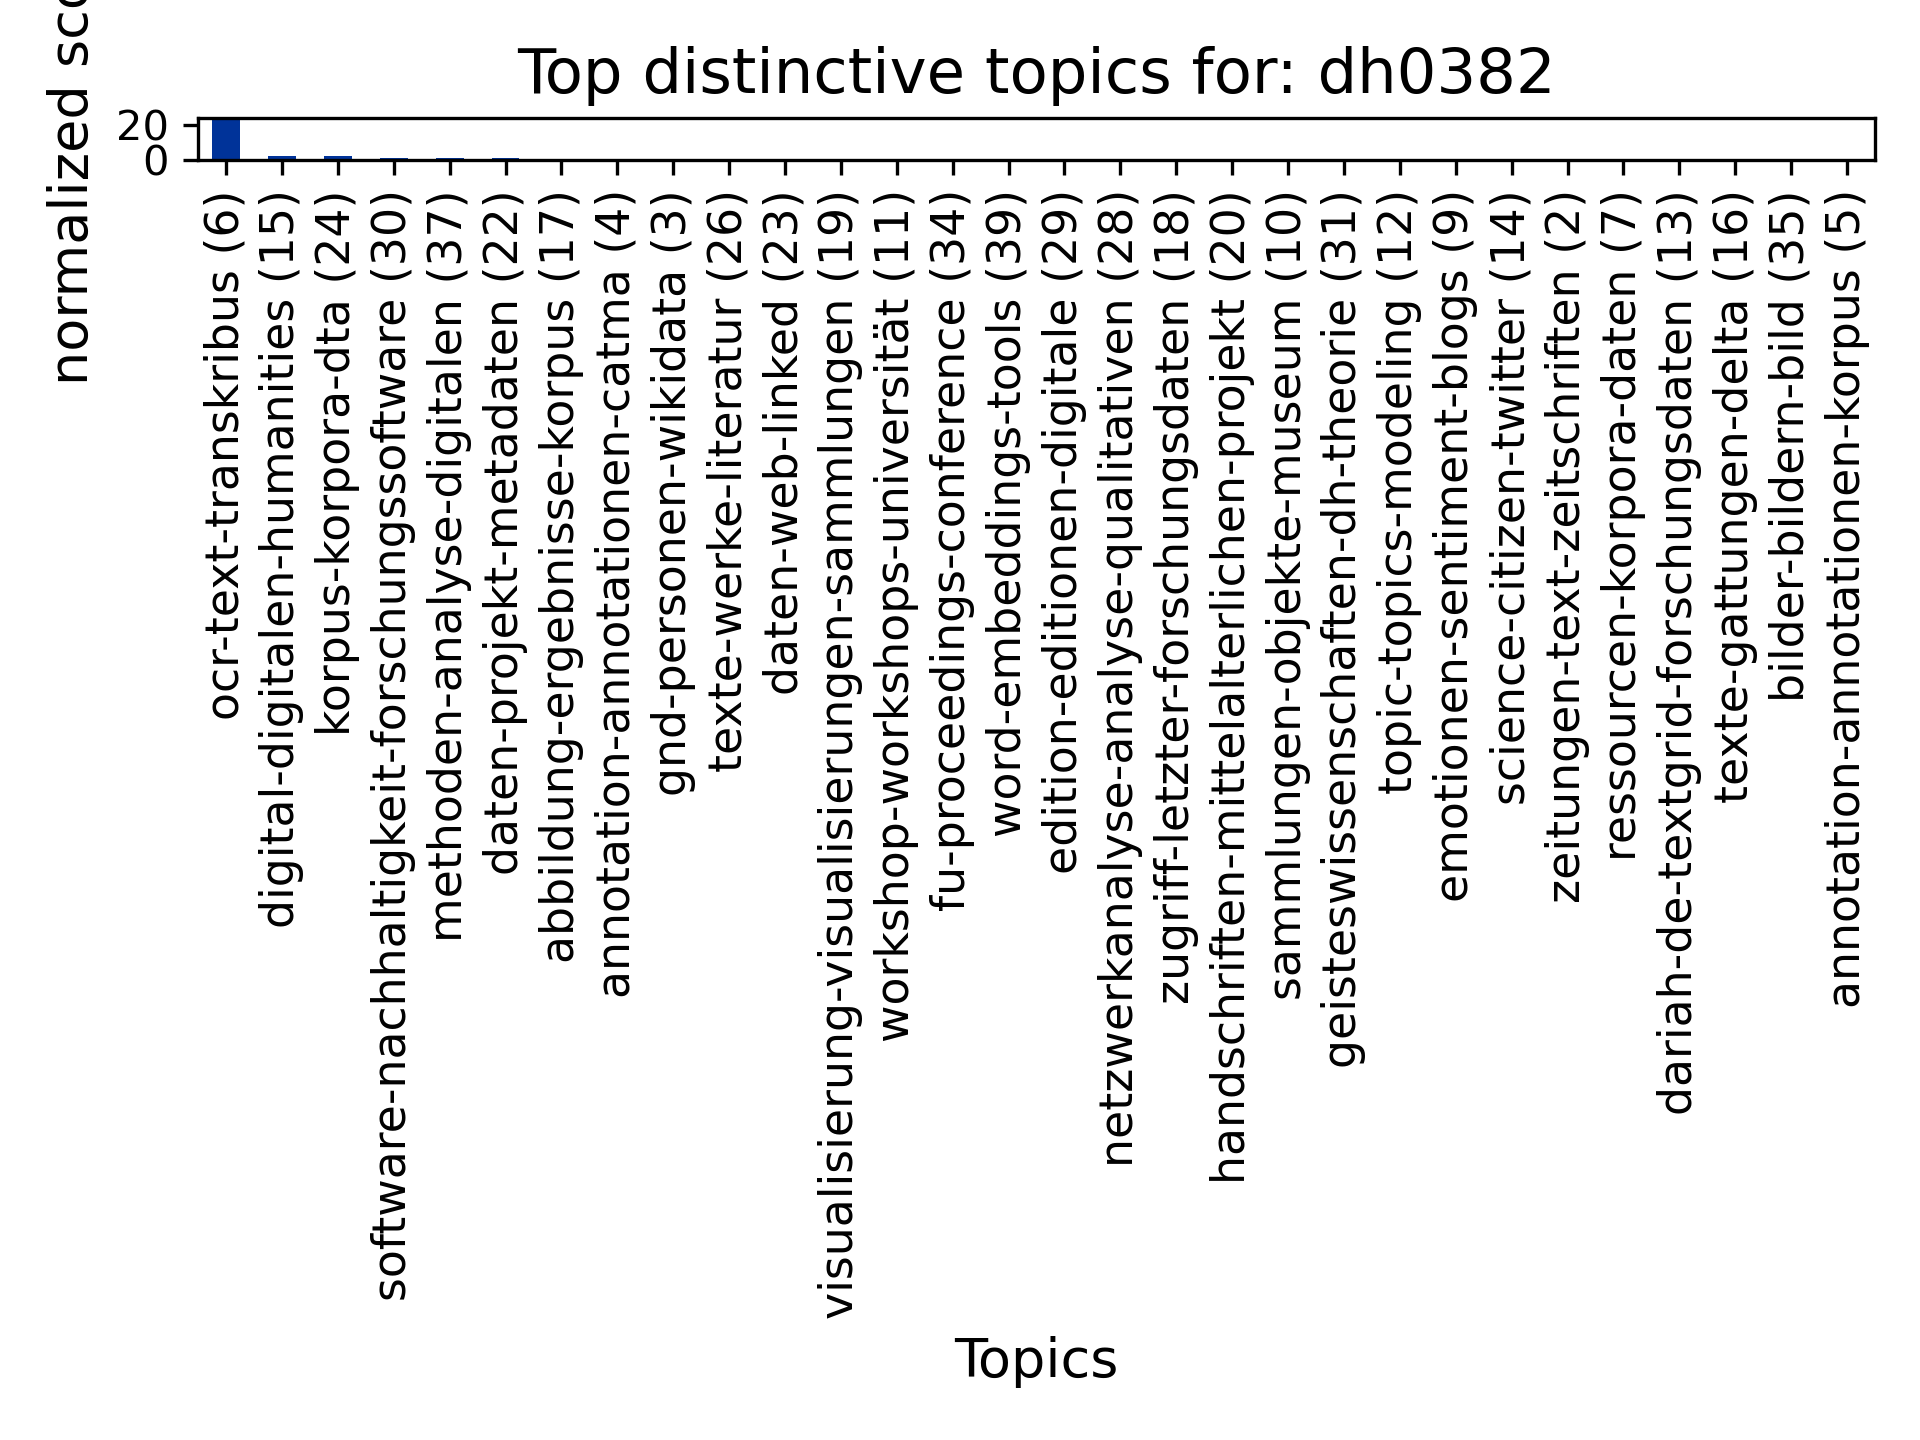 Top distinctive topics for: dh0382
normalized
20
0
ocr-text-transkribus (6)
digital-digitalen-humanities (15)
korpus-korpora-dta (24)
software-nachhaltigkeit-forschungssoftware (30)
methoden-analyse-digitalen (37)
daten-projekt-metadaten (22)
abbildung-ergebnisse-korpus (17)
annotation-annotationen-catma (4)
gnd-personen-wikidata (3)
texte-werke-literatur (26)
daten-web-linked (23)
visualisierung-visualisierungen-sammlungen (19)
workshop-workshops-universität (11)
fu-proceedings-conference (34)
word-embeddings-tools (39)
edition-editionen-digitale (29)
netzwerkanalyse-analyse-qualitativen (28)
zugriff-letzter-forschungsdaten (18)
handschriften-mittelalterlichen-projekt (20)
sammlungen-objekte-museum (10)
geisteswissenschaften-dh-theorie (31)
topic-topics-modeling (12)
emotionen-sentiment-blogs (9)
science-citizen-twitter (14)
zeitungen-text-zeitschriften (2)
ressourcen-korpora-daten (7)
dariah-de-textgrid-forschungsdaten (13)
texte-gattungen-delta (16)
bilder-bildern-bild (35)
annotation-annotationen-korpus (5)
Topics